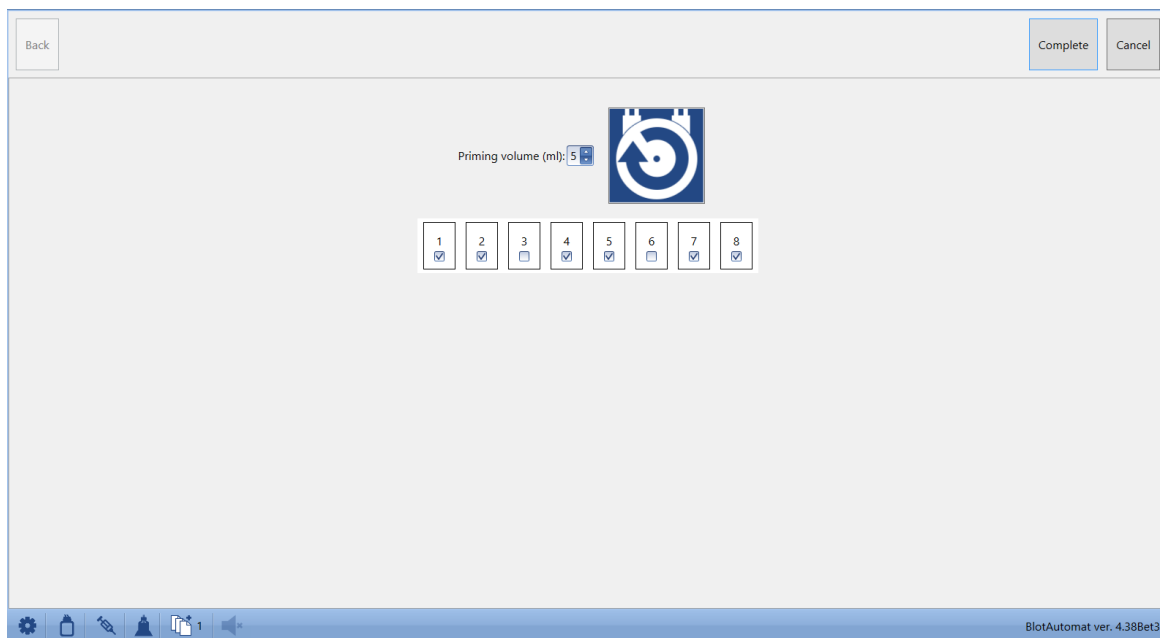 Back
Complete
Cancel
Priming volume (ml): 5
1 2 3 4 5 6 7 8
1
BlotAutomat ver. 4.38Bet3